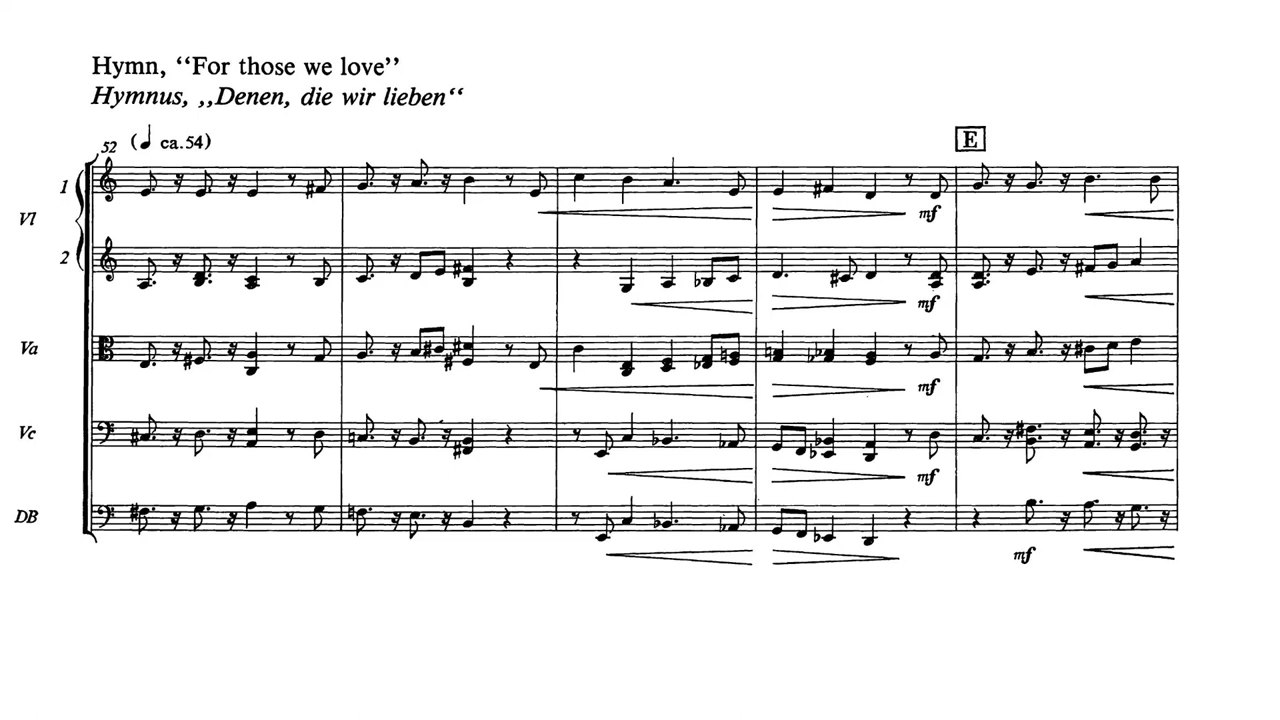 Hymn, “For those we love”
Hymnus, „Denen, die wir lieben“
52 (♩ ca.54)
E
1
Vl
mf
2
mf
Va
mf
Vc
mf
DB
mf